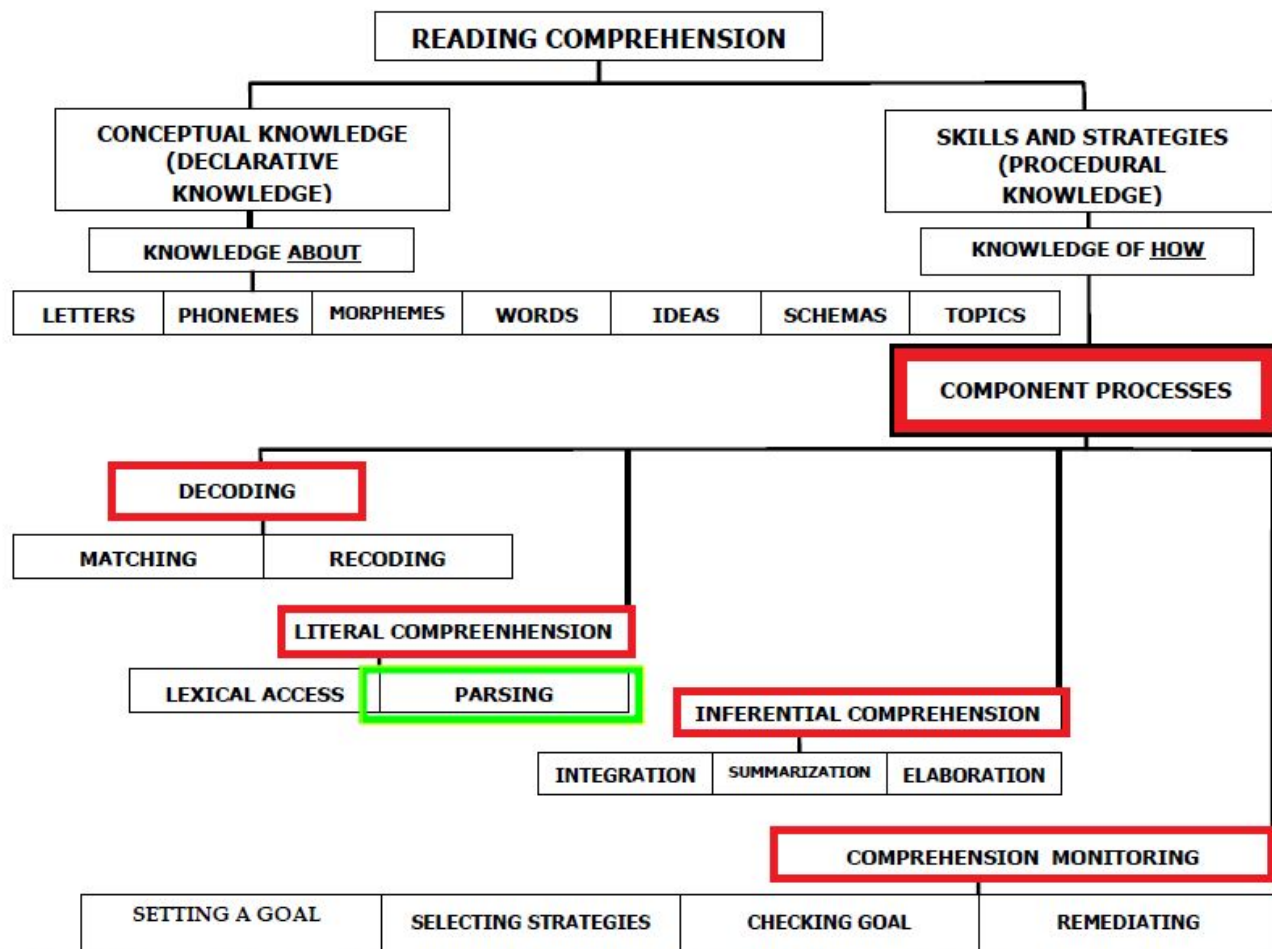 READING COMPREHENSION
CONCEPTUAL KNOWLEDGE
(DECLARATIVE
KNOWLEDGE)
SKILLS AND STRATEGIES
(PROCEDURAL
KNOWLEDGE)
KNOWLEDGE ABOUT
KNOWLEDGE OF HOW
LETTERS PHONEMES MORPHEMES WORDS IDEAS SCHEMAS TOPICS
COMPONENT PROCESSES
DECODING
MATCHING RECODING
LITERAL COMPREENHENSION
LEXICAL ACCESS PARSING
INFERENTIAL COMPREHENSION
INTEGRATION SUMMARIZATION ELABORATION
COMPREHENSION MONITORING
SETTING A GOAL SELECTING STRATEGIES CHECKING GOAL REMEDIATING